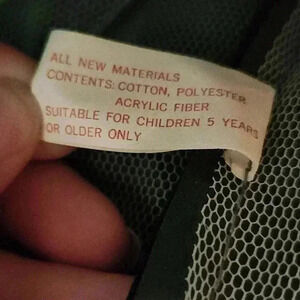 ALL NEW MATERIALS
CONTENTS: COTTON, POLYESTER
ACRYLIC FIBER
SUITABLE FOR CHILDREN 5 YEARS
OR OLDER ONLY